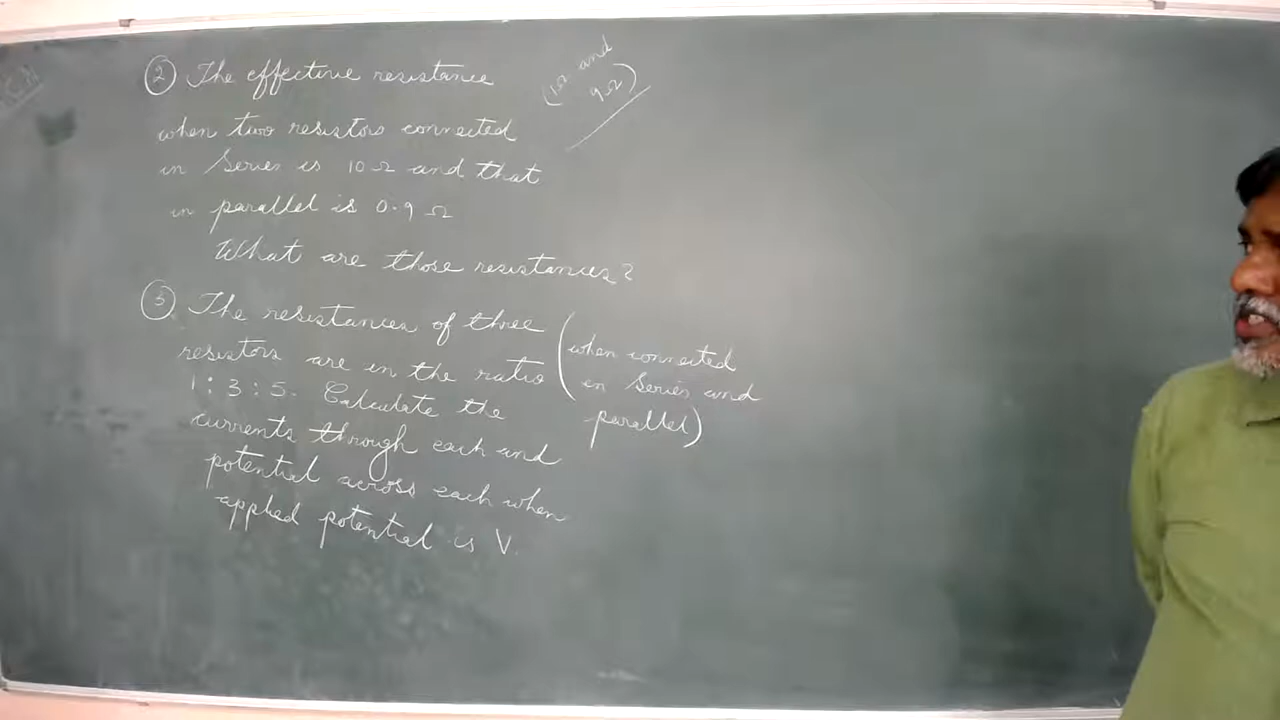 ② The effective resistance
when two resistors connected
in Series is 10 Ω and that
in parallel is 0.9 Ω
What are those resistances?
(1Ω and
9Ω)
③ The resistances of three
resistors are in the ratio
1 : 3 : 5. Calculate the
currents through each and
potential across each when
applied potential is V.
(when connected
in Series and
parallel)